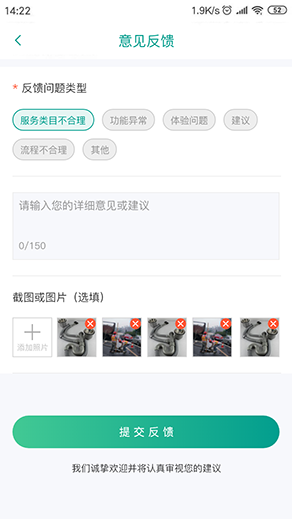 14:22
1.9K/s
52
意见反馈
* 反馈问题类型
服务类目不合理
功能异常
体验问题
建议
流程不合理
其他
请输入您的详细意见或建议
0/150
截图或图片（选填）
添加照片
提交反馈
我们诚挚欢迎并将认真审视您的建议